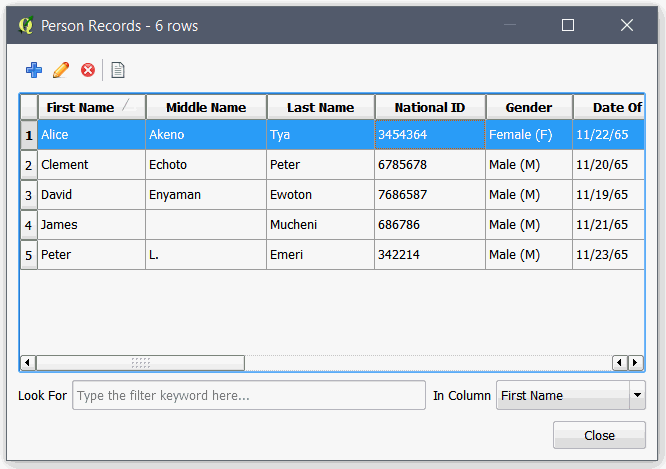 Person Records - 6 rows
First Name Middle Name Last Name National ID Gender Date Of
1 Alice Akeno Tya 3454364 Female (F) 11/22/65
2 Clement Echoto Peter 6785678 Male (M) 11/20/65
3 David Enyaman Ewoton 7686587 Male (M) 11/19/65
4 James Mucheni 686786 Male (M) 11/21/65
5 Peter L. Emeri 342214 Male (M) 11/23/65
Look For Type the filter keyword here... In Column First Name
Close